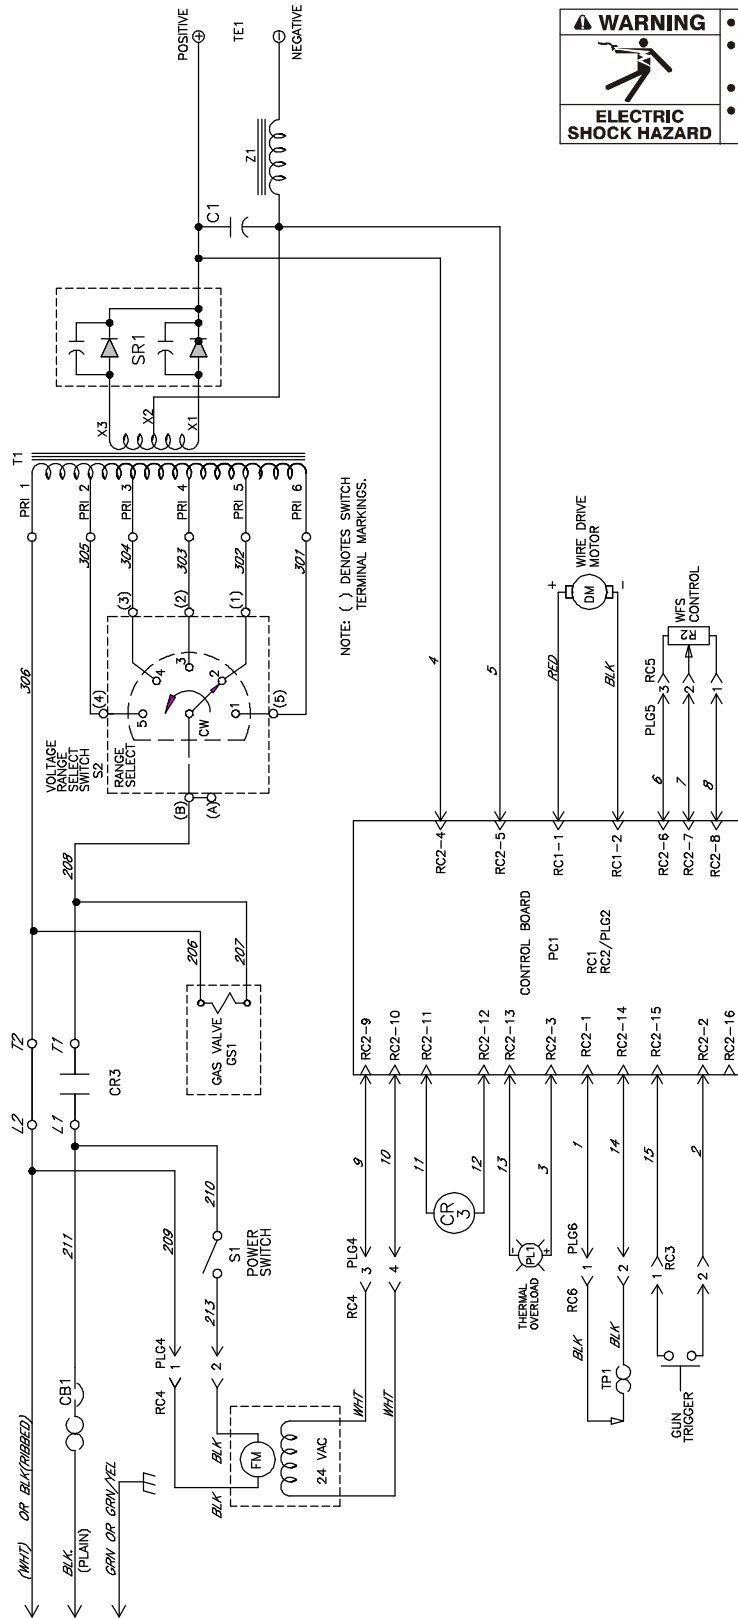 POSITIVE
TE1
NEGATIVE
WARNING
ELECTRIC
SHOCK HAZARD
Z1
C1
SR1
X3
X2
X1
T1
PRI 1
PRI 2
PRI 3
PRI 4
PRI 5
PRI 6
306
305
304
303
302
301
(3)
(2)
(1)
(4)
(5)
4
3
2
5
1
CW
VOLTAGE
RANGE
SELECT
SWITCH
S2
RANGE
SELECT
(B)
(A)
NOTE: ( ) DENOTES SWITCH
TERMINAL MARKINGS.
208
206
207
GAS VALVE
GS1
T2
T1
L2
L1
CR3
211
209
210
S1
POWER
SWITCH
213
RC4
PLG4
1
2
CB1
(WHT) OR BLK(RIBBED)
BLK.
(PLAIN)
GRN OR GRN/YEL
BLK
BLK
FM
24 VAC
WHT
WHT
RC4
PLG4
3
4
9
10
11
12
CR
3
13
3
THERMAL
OVERLOAD
-
PL1
+
RC6
PLG6
1
2
1
14
BLK
BLK
TP1
GUN
TRIGGER
1
RC3
2
15
2
RC2-9
RC2-10
RC2-11
RC2-12
RC2-13
RC2-3
RC2-1
RC2-14
RC2-15
RC2-2
RC2-16
CONTROL BOARD
PC1
RC1
RC2/PLG2
RC2-4
RC2-5
RC1-1
RC1-2
RC2-6
RC2-7
RC2-8
4
5
RED
BLK
+
-
DM
WIRE DRIVE
MOTOR
6
7
8
PLG5
RC5
3
2
1
R2
WFS
CONTROL